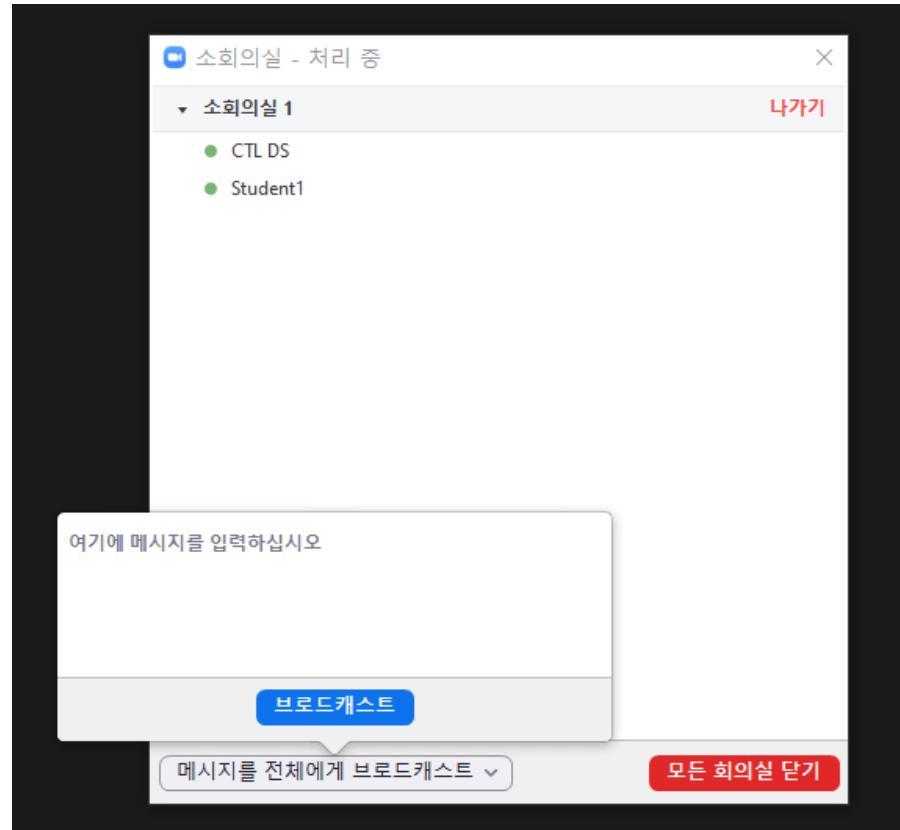 소회의실 - 처리 중
소회의실 1 나가기
CTL DS
Student1
여기에 메시지를 입력하십시오
브로드캐스트
메시지를 전체에게 브로드캐스트 모든 회의실 닫기